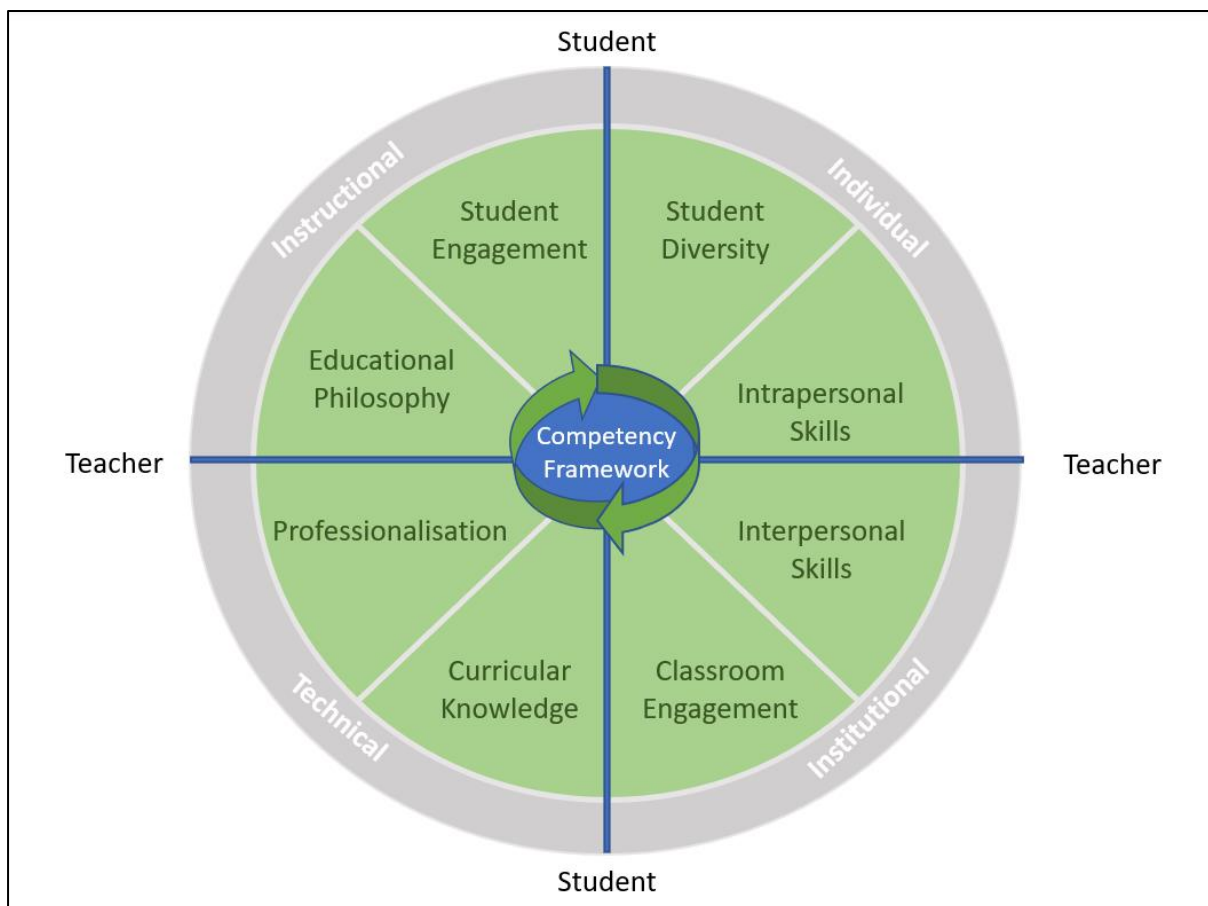 Student
Instructional
Individual
Student
Engagement
Student
Diversity
Educational
Philosophy
Intrapersonal
Skills
Competency
Framework
Teacher
Teacher
Professionalisation
Interpersonal
Skills
Curricular
Knowledge
Classroom
Engagement
Technical
Institutional
Student